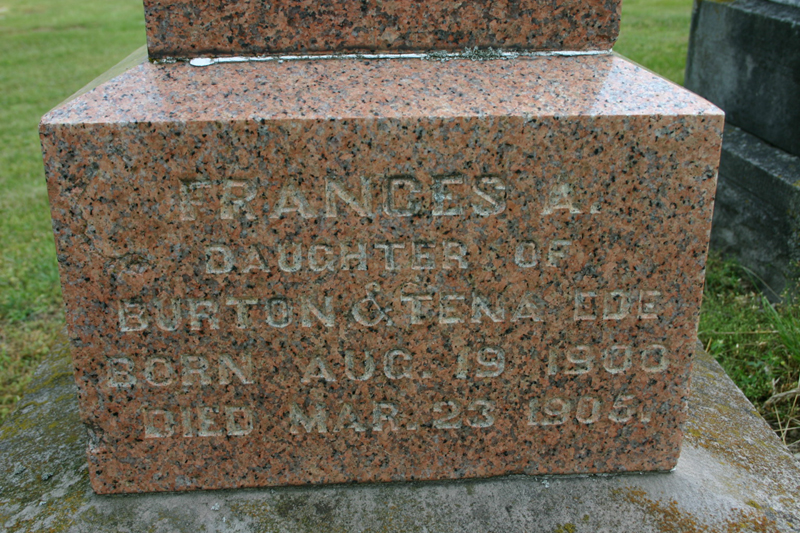 FRANCES A.
DAUGHTER OF
BURTON & TENA EDE
BORN AUG. 19 1900
DIED MAR. 23 1905.